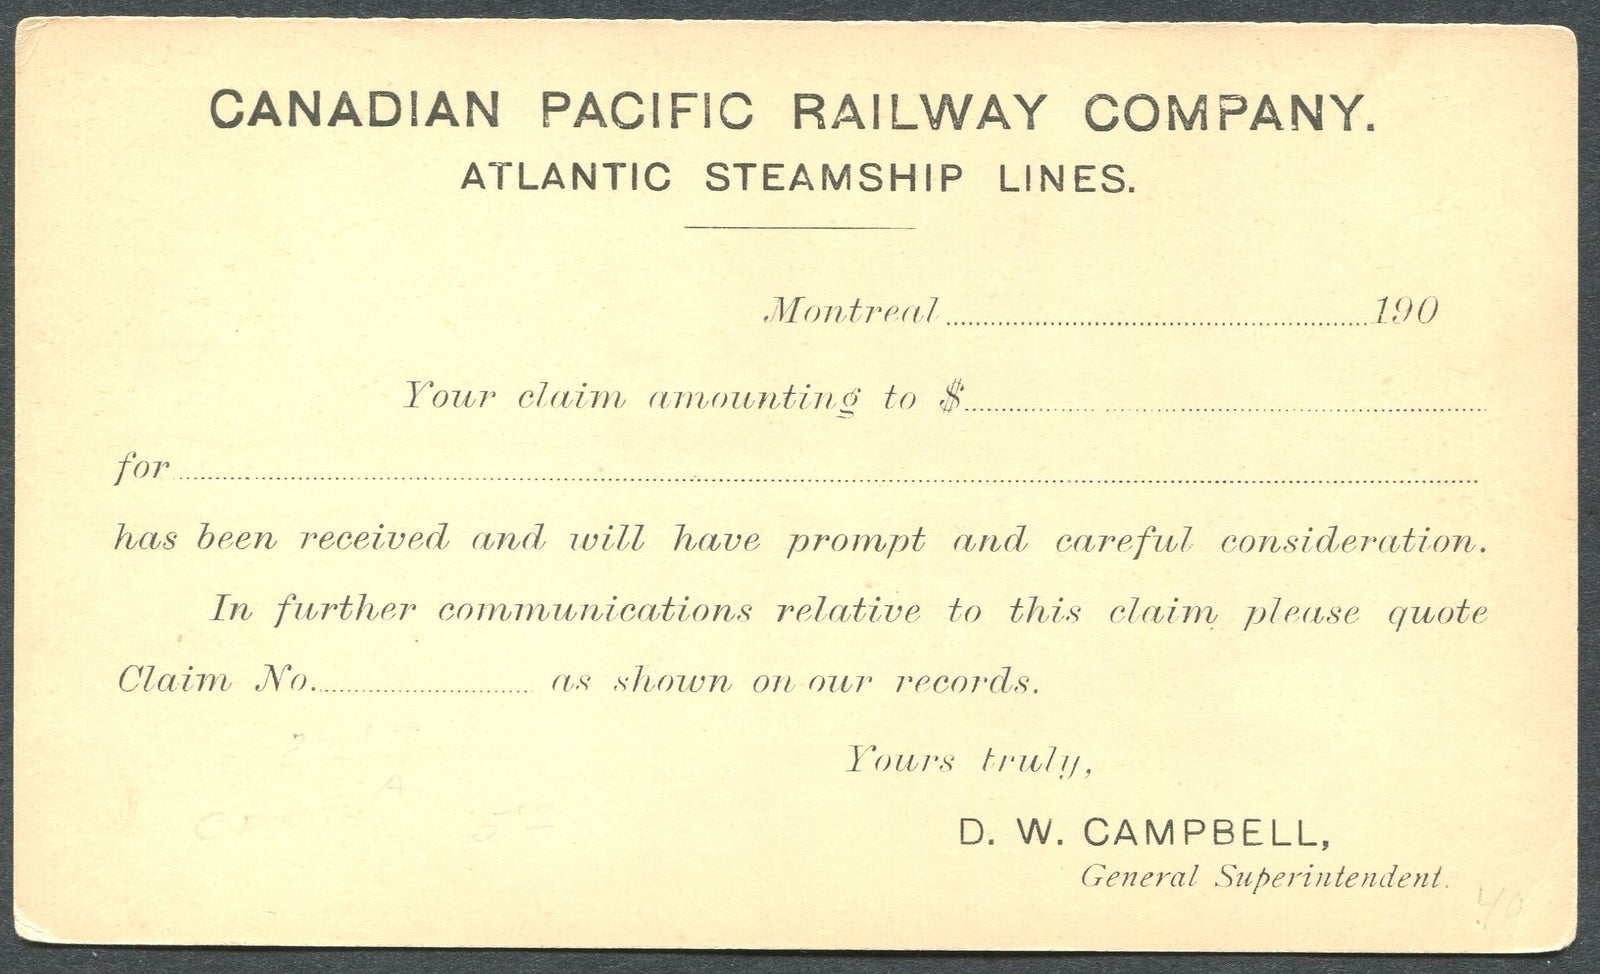 CANADIAN PACIFIC RAILWAY COMPANY.
ATLANTIC STEAMSHIP LINES.
Montreal 190
Your claim amounting to $
for
has been received and will have prompt and careful consideration.
In further communications relative to this claim please quote
Claim No. as shown on our records.
Yours truly,
D. W. CAMPBELL,
General Superintendent.
40